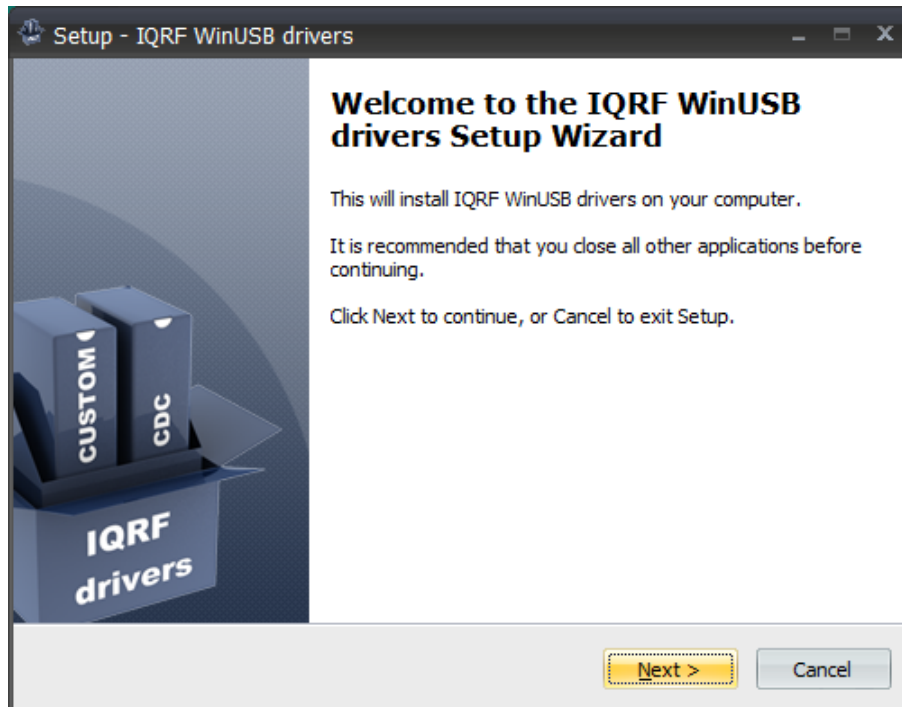 Setup - IQRF WinUSB drivers
Welcome to the IQRF WinUSB
drivers Setup Wizard
This will install IQRF WinUSB drivers on your computer.
It is recommended that you close all other applications before
continuing.
Click Next to continue, or Cancel to exit Setup.
CUSTOM
CDC
IQRF
drivers
Next >
Cancel